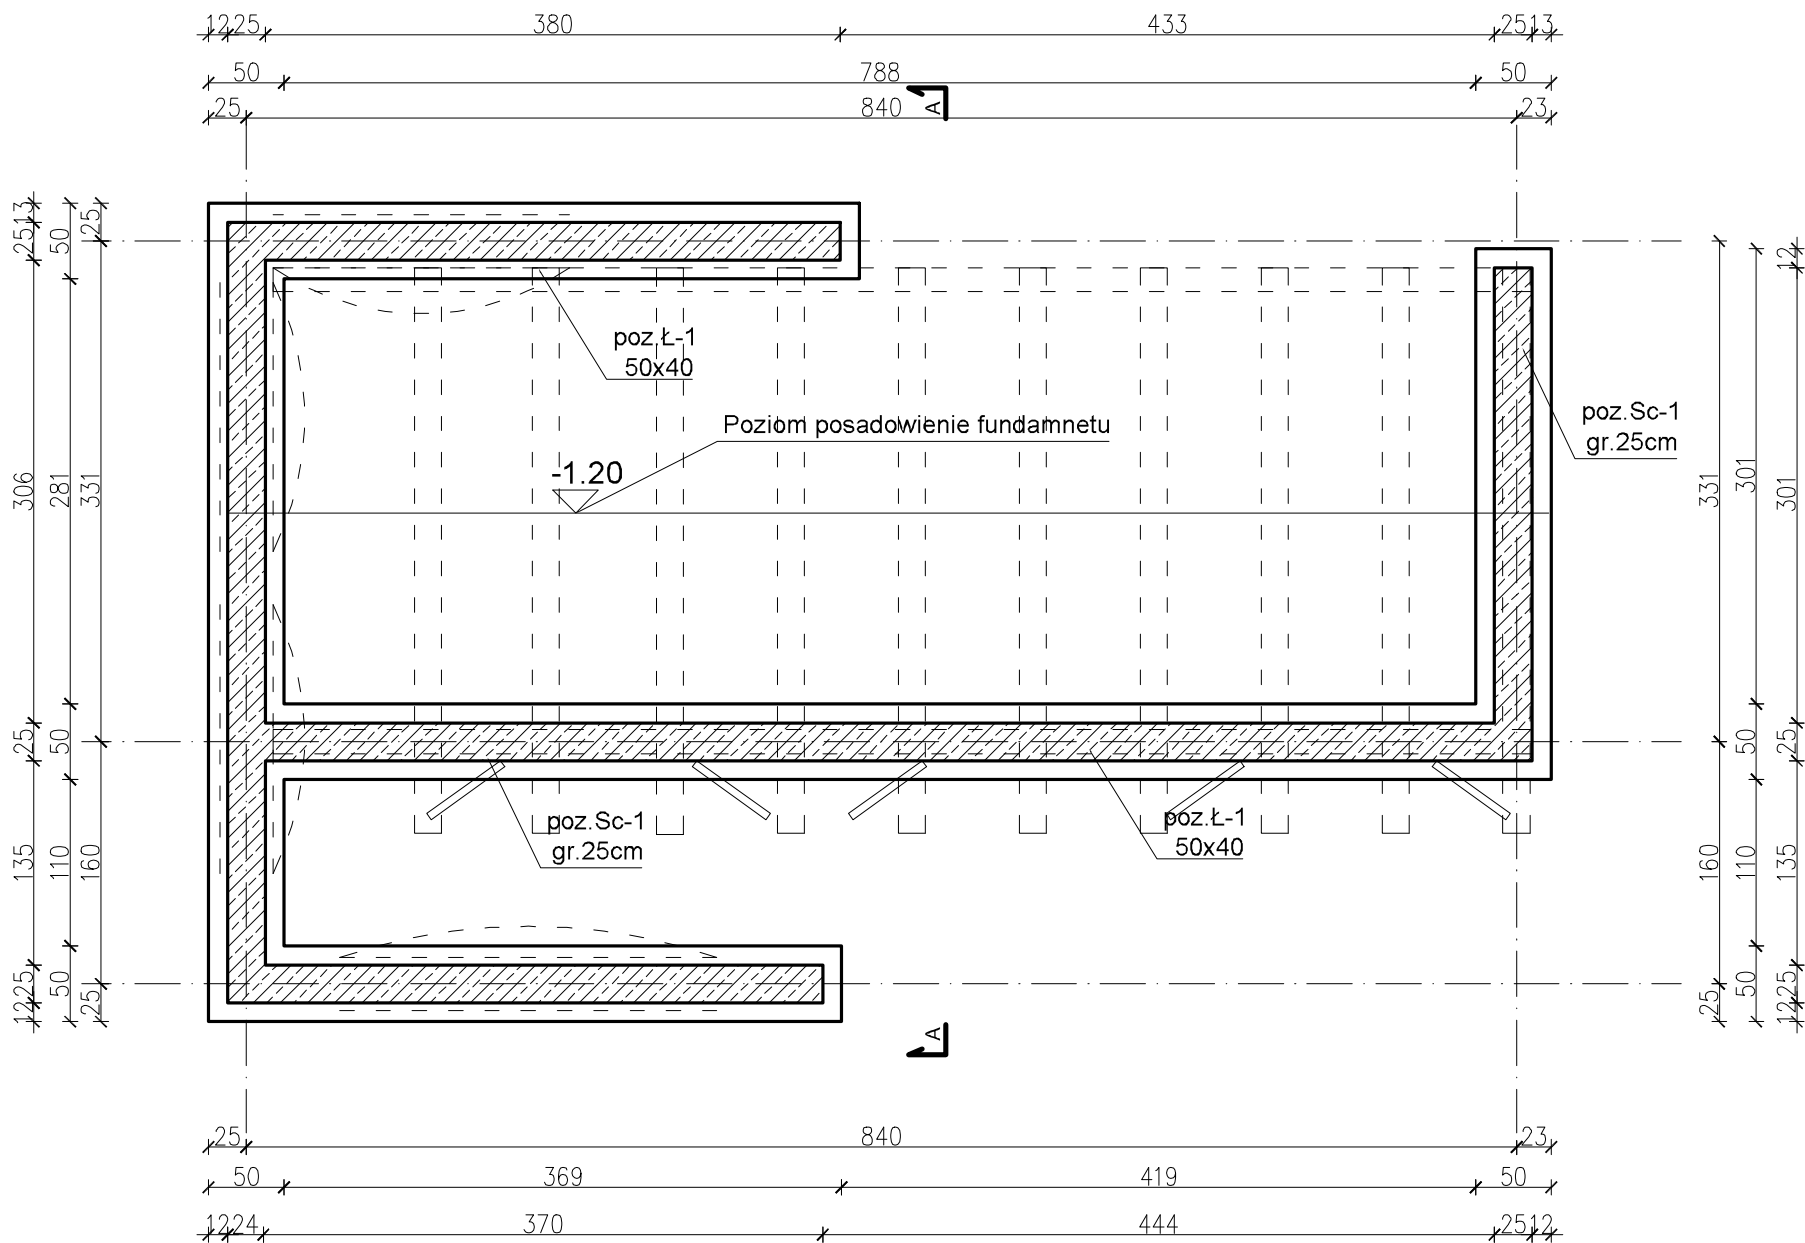 12 25 380 433 25 13
50 788 50
25 840 23
A
13 25 306 25 135 25 12
50 281 50 110 50
25 331 160 25
poz.Ł-1
50x40
Poziom posadowienie fundamnetu
-1.20
poz.Sc-1
gr.25cm
331 160 25
301 50 110 50
12 301 25 135 25 12
poz.Sc-1
gr.25cm
poz.Ł-1
50x40
A
25 840 23
50 369 419 50
12 24 370 444 25 12